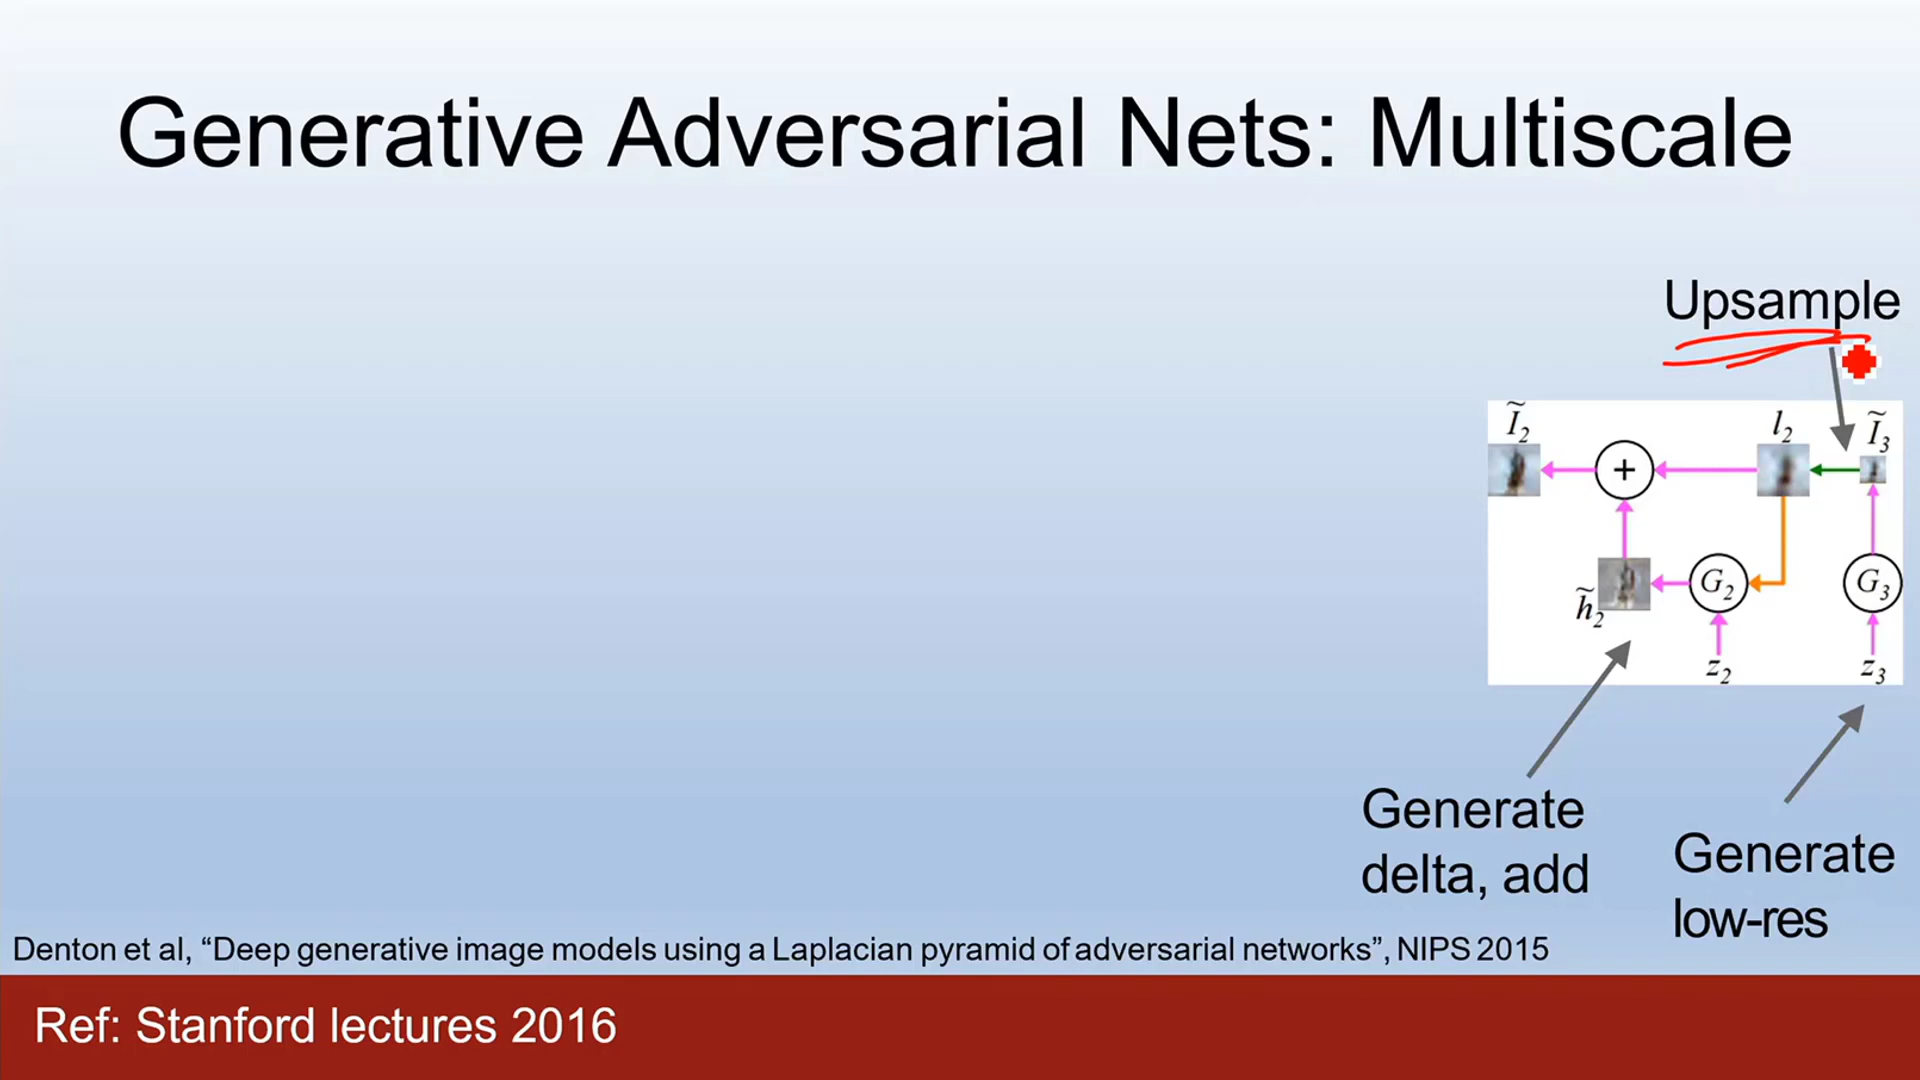 Generative Adversarial Nets: Multiscale
Upsample
Ĩ₂
l₂
Ĩ₃
+
h̃₂
G₂
G₃
z₂
z₃
Generate
delta, add
Generate
low-res
Denton et al, “Deep generative image models using a Laplacian pyramid of adversarial networks”, NIPS 2015
Ref: Stanford lectures 2016